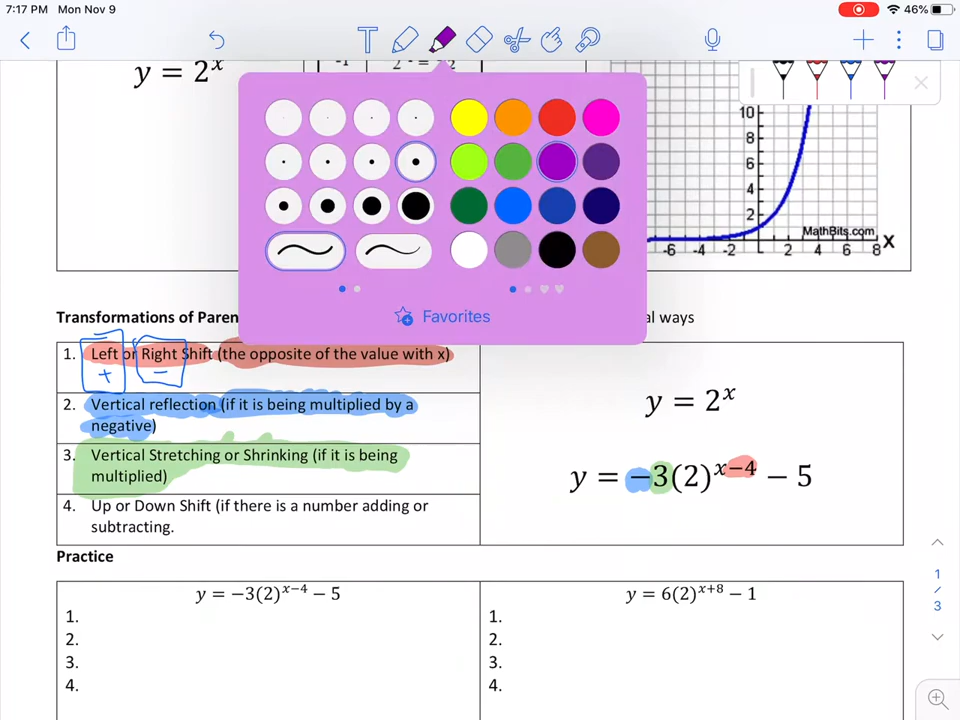 7:17 PM Mon Nov 9
46%
T
y = 2^x
-1
10
8
6
4
2
MathBits.com
-6 -4 -2 2 4 6 8 X
Favorites
Transformations of Paren
al ways
1. Left or Right Shift (the opposite of the value with x)
+ −
2. Vertical reflection (if it is being multiplied by a
negative)
3. Vertical Stretching or Shrinking (if it is being
multiplied)
4. Up or Down Shift (if there is a number adding or
subtracting.
y = 2^x
y = −3(2)^{x−4} − 5
1
/
3
Practice
y = −3(2)^{x−4} − 5
1.
2.
3.
4.
y = 6(2)^{x+8} − 1
1.
2.
3.
4.